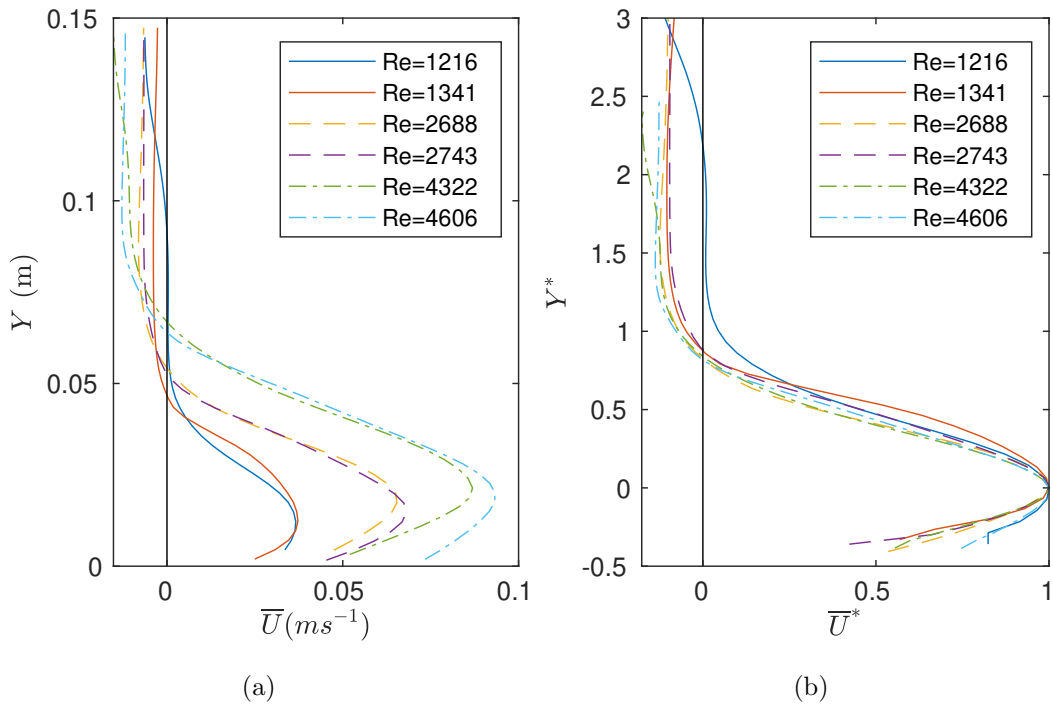 0.15
0.1
0.05
0
Y (m)
0
0.05
0.1
U̅(ms⁻¹)
Re=1216
Re=1341
Re=2688
Re=2743
Re=4322
Re=4606
(a)
3
2.5
2
1.5
1
0.5
0
-0.5
Y*
0
0.5
1
U̅*
Re=1216
Re=1341
Re=2688
Re=2743
Re=4322
Re=4606
(b)